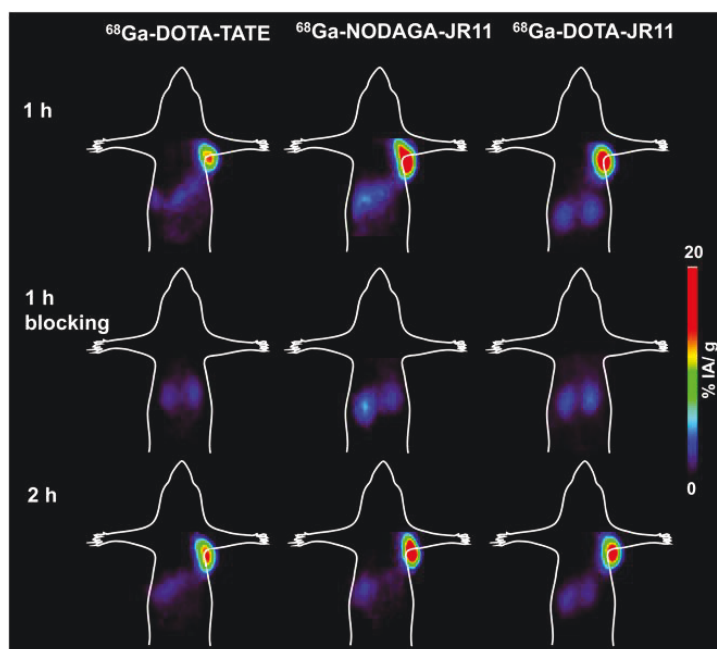 ⁶⁸Ga-DOTA-TATE ⁶⁸Ga-NODAGA-JR11 ⁶⁸Ga-DOTA-JR11
1 h
1 h
blocking
20
% IA/ g
0
2 h